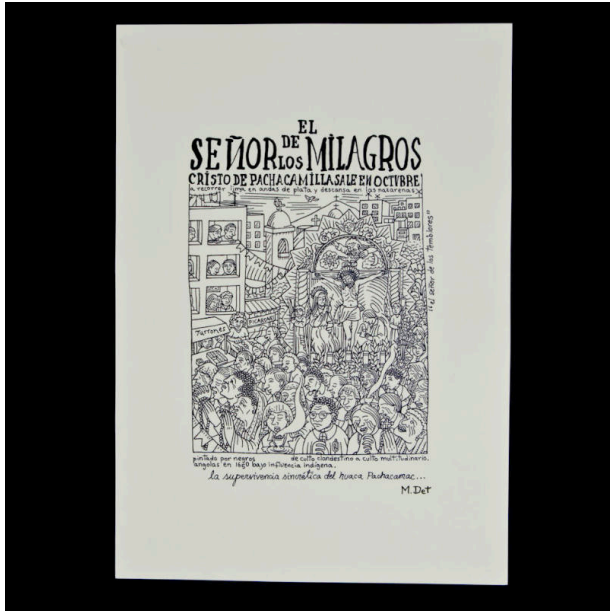 EL
SEÑOR DE LOS MILAGROS
CRISTO DE PACHACAMILLA SALE EN OCTUBRE
a recorrer lima en andas de plata y descansa en las nazarenas
"el señor de los temblores"
Turrones
PICARONES
pintado por negros
angolas en 1650 bajo influencia indígena.
de culto clandestino a culto multitudinario.
la supervivencia sincrética del huaca Pachacamac...
M.Det